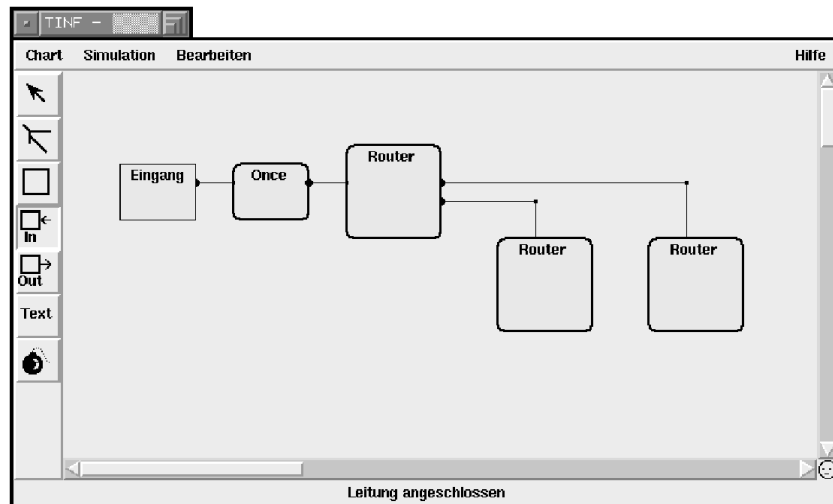 TINF -
Chart Simulation Bearbeiten Hilfe
Eingang Once Router
In
Router Router
Out
Text
Leitung angeschlossen